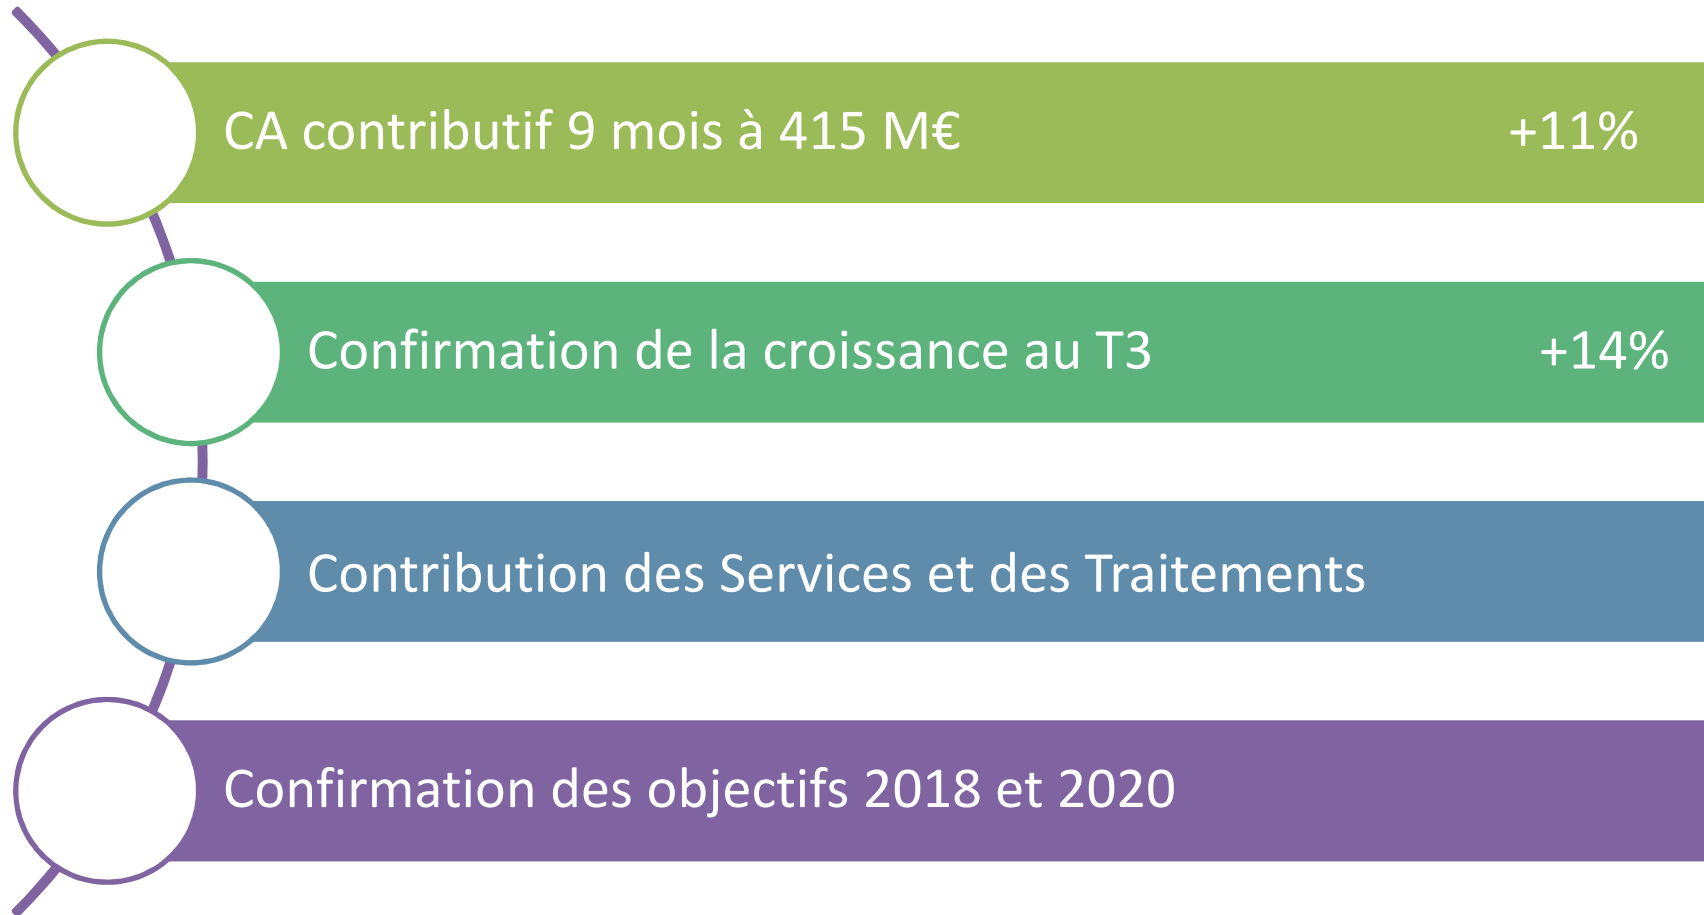 CA contributif 9 mois à 415 M€ +11%
Confirmation de la croissance au T3 +14%
Contribution des Services et des Traitements
Confirmation des objectifs 2018 et 2020